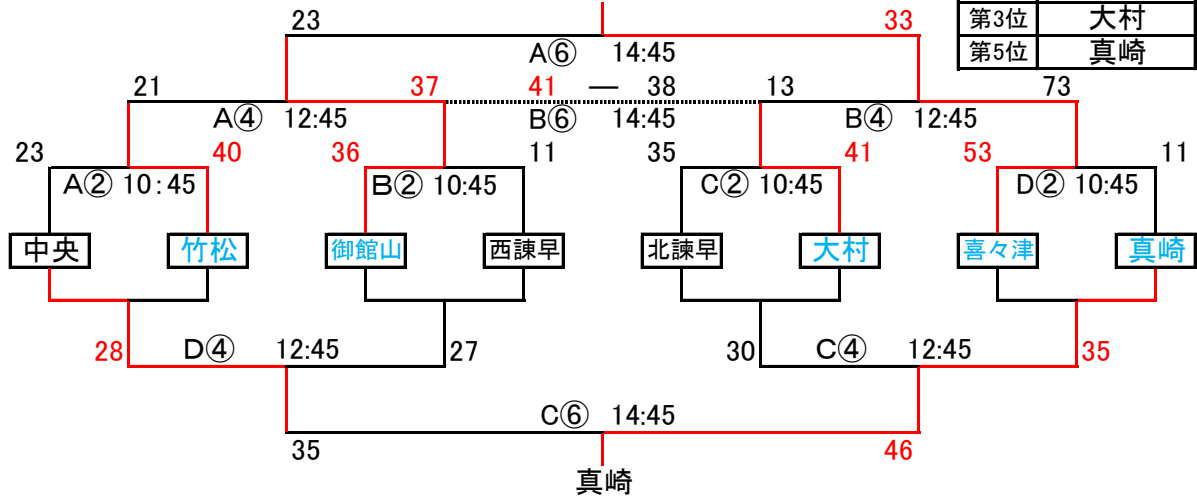 23 33 第3位 大村
A⑥ 14:45 第5位 真崎
21 37 41 ― 38 13 73
A④ 12:45 B⑥ 14:45 B④ 12:45
23 40 36 11 35 41 53 11
A② 10:45 B② 10:45 C② 10:45 D② 10:45
中央 竹松 御館山 西諫早 北諫早 大村 喜々津 真崎
28 D④ 12:45 27 30 C④ 12:45 35
C⑥ 14:45
35 46
真崎